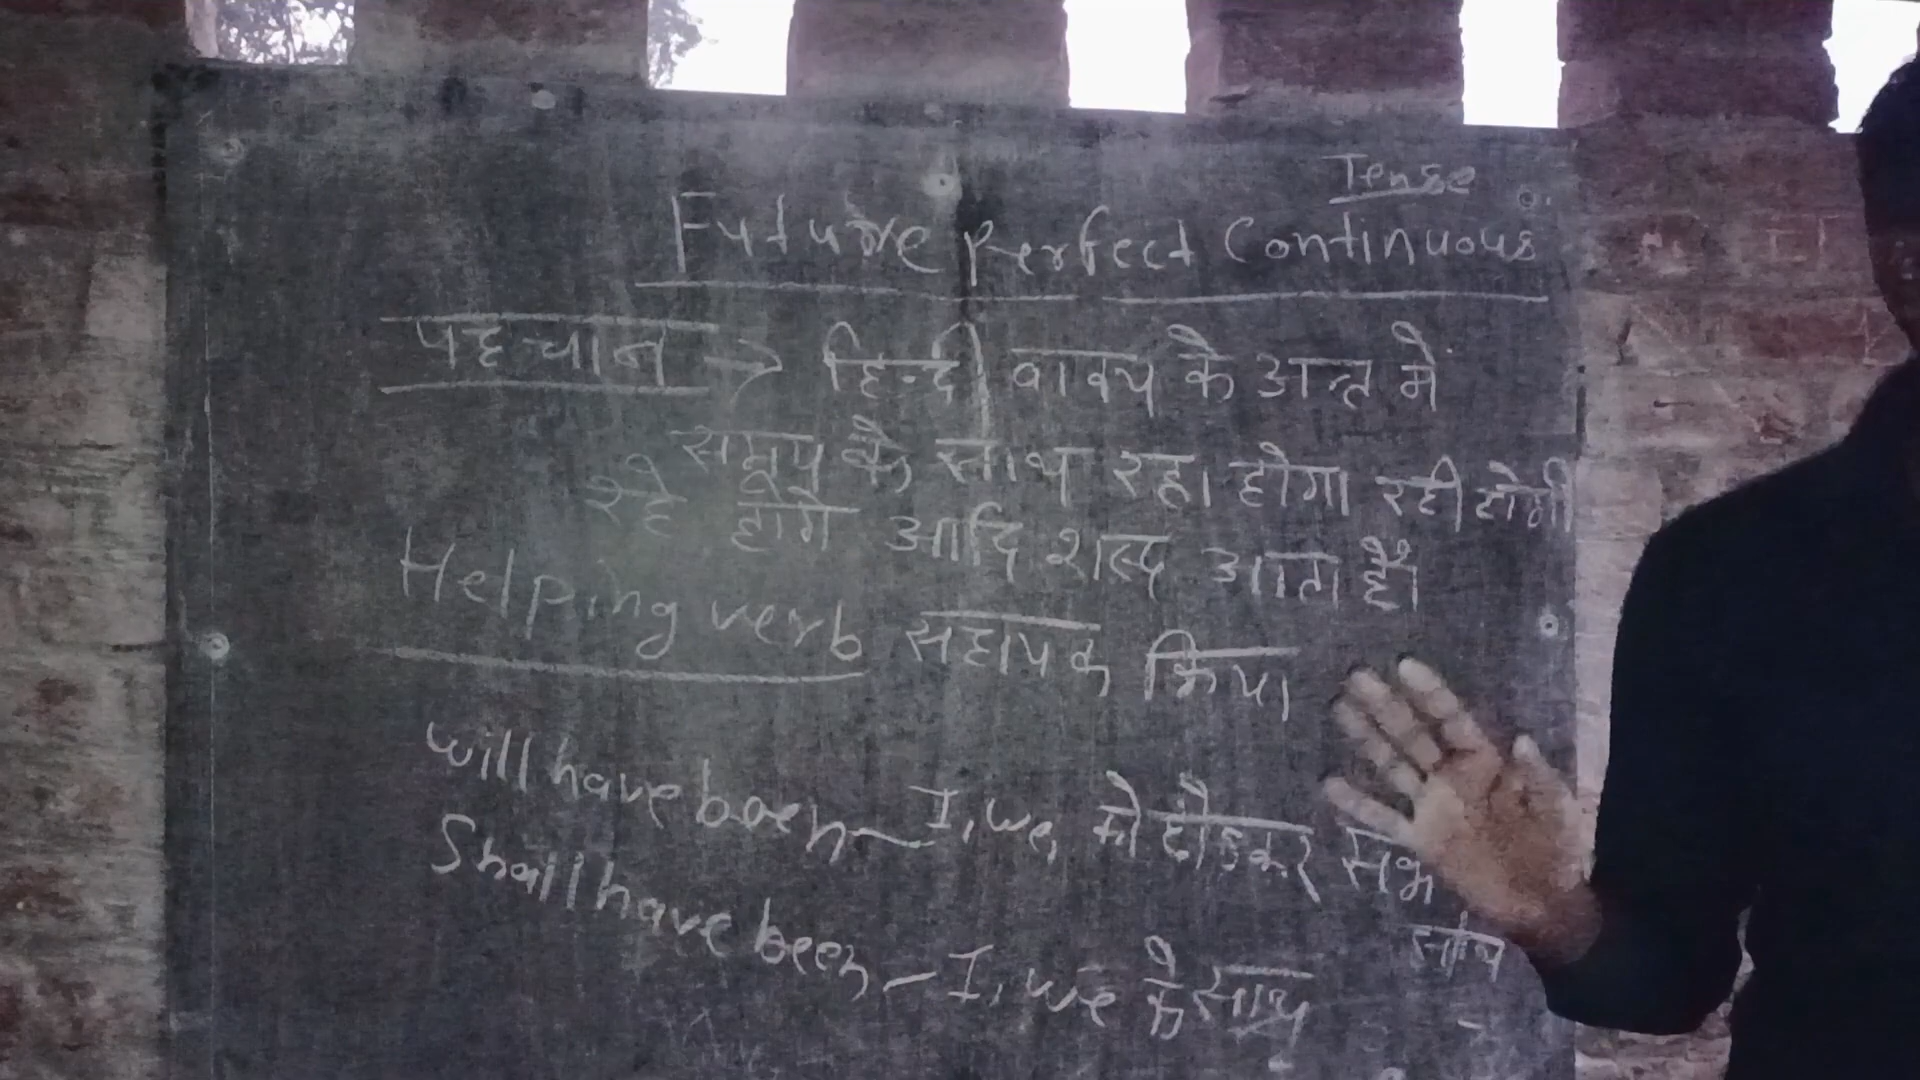 Tense
Future Perfect Continuous
पहचान → हिन्दी वाक्य के अन्त मे
समय के साथ रहा होगा रही होगी
रहे होगे आदि शब्द आता है।
Helping verb सहायक क्रिया
will have been - I, we, को छोडकर सभी
साथ
Shall have been - I, we के साथ